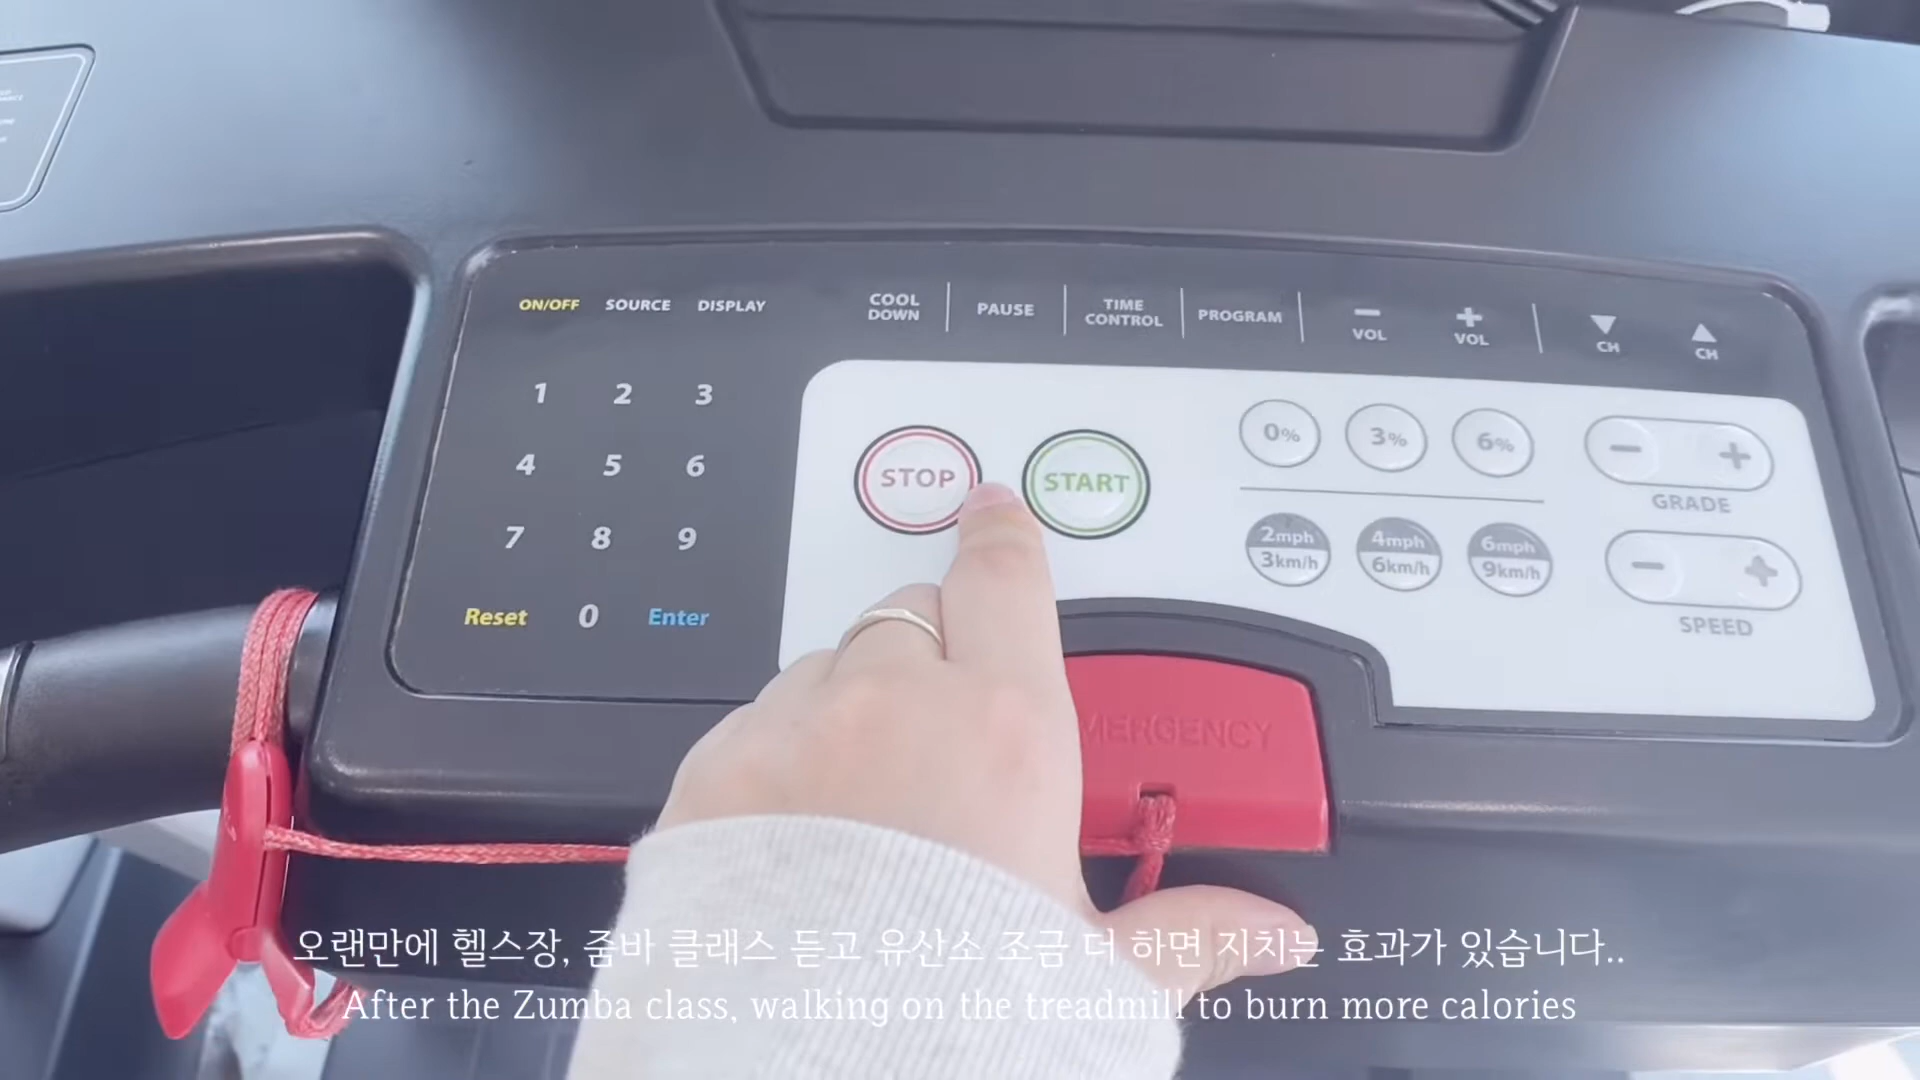 ON/OFF SOURCE DISPLAY
COOL
DOWN
PAUSE
TIME
CONTROL
PROGRAM
VOL
VOL
CH
CH
1 2 3
4 5 6
7 8 9
Reset 0 Enter
STOP
START
0% 3% 6%
GRADE
2mph
3km/h
4mph
6km/h
6mph
9km/h
SPEED
오랜만에 헬스장, 줌바 클래스 듣고 유산소 조금 더 하면 지치는 효과가 있습니다..
After the Zumba class, walking on the treadmill to burn more calories